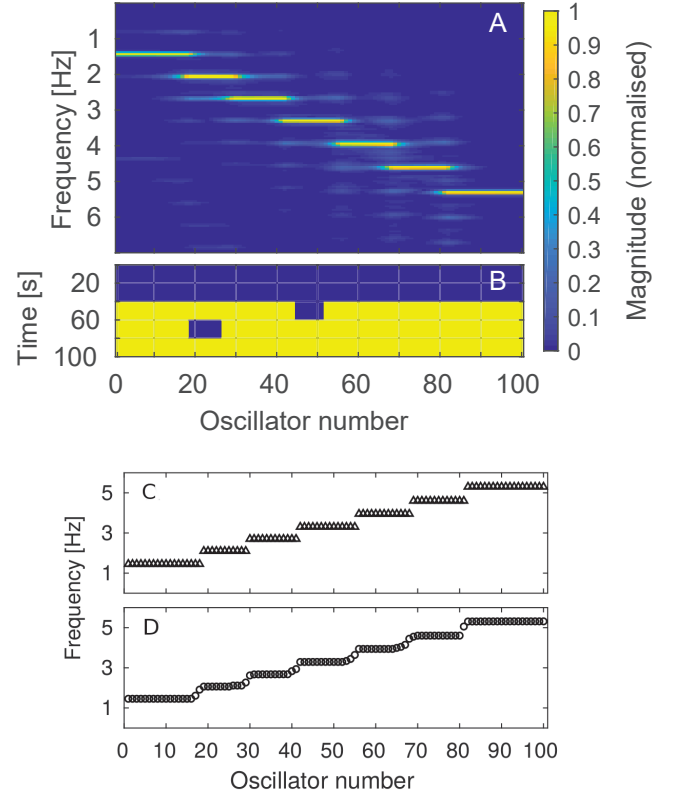 A
1
2
3
4
5
6
Frequency [Hz]
1
0.9
0.8
0.7
0.6
0.5
0.4
0.3
0.2
0.1
0
Magnitude (normalised)
B
20
60
100
Time [s]
0 20 40 60 80 100
Oscillator number
C
5
3
1
Frequency [Hz]
D
5
3
1
0 10 20 30 40 50 60 70 80 90 100
Oscillator number